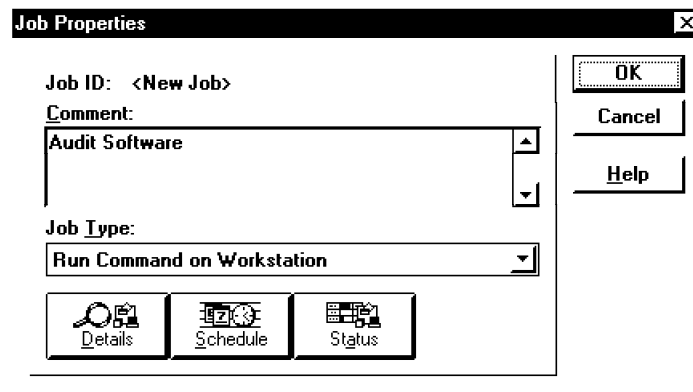 Job Properties
Job ID: <New Job>
Comment:
Audit Software
Job Type:
Run Command on Workstation
Details
Schedule
Status
OK
Cancel
Help